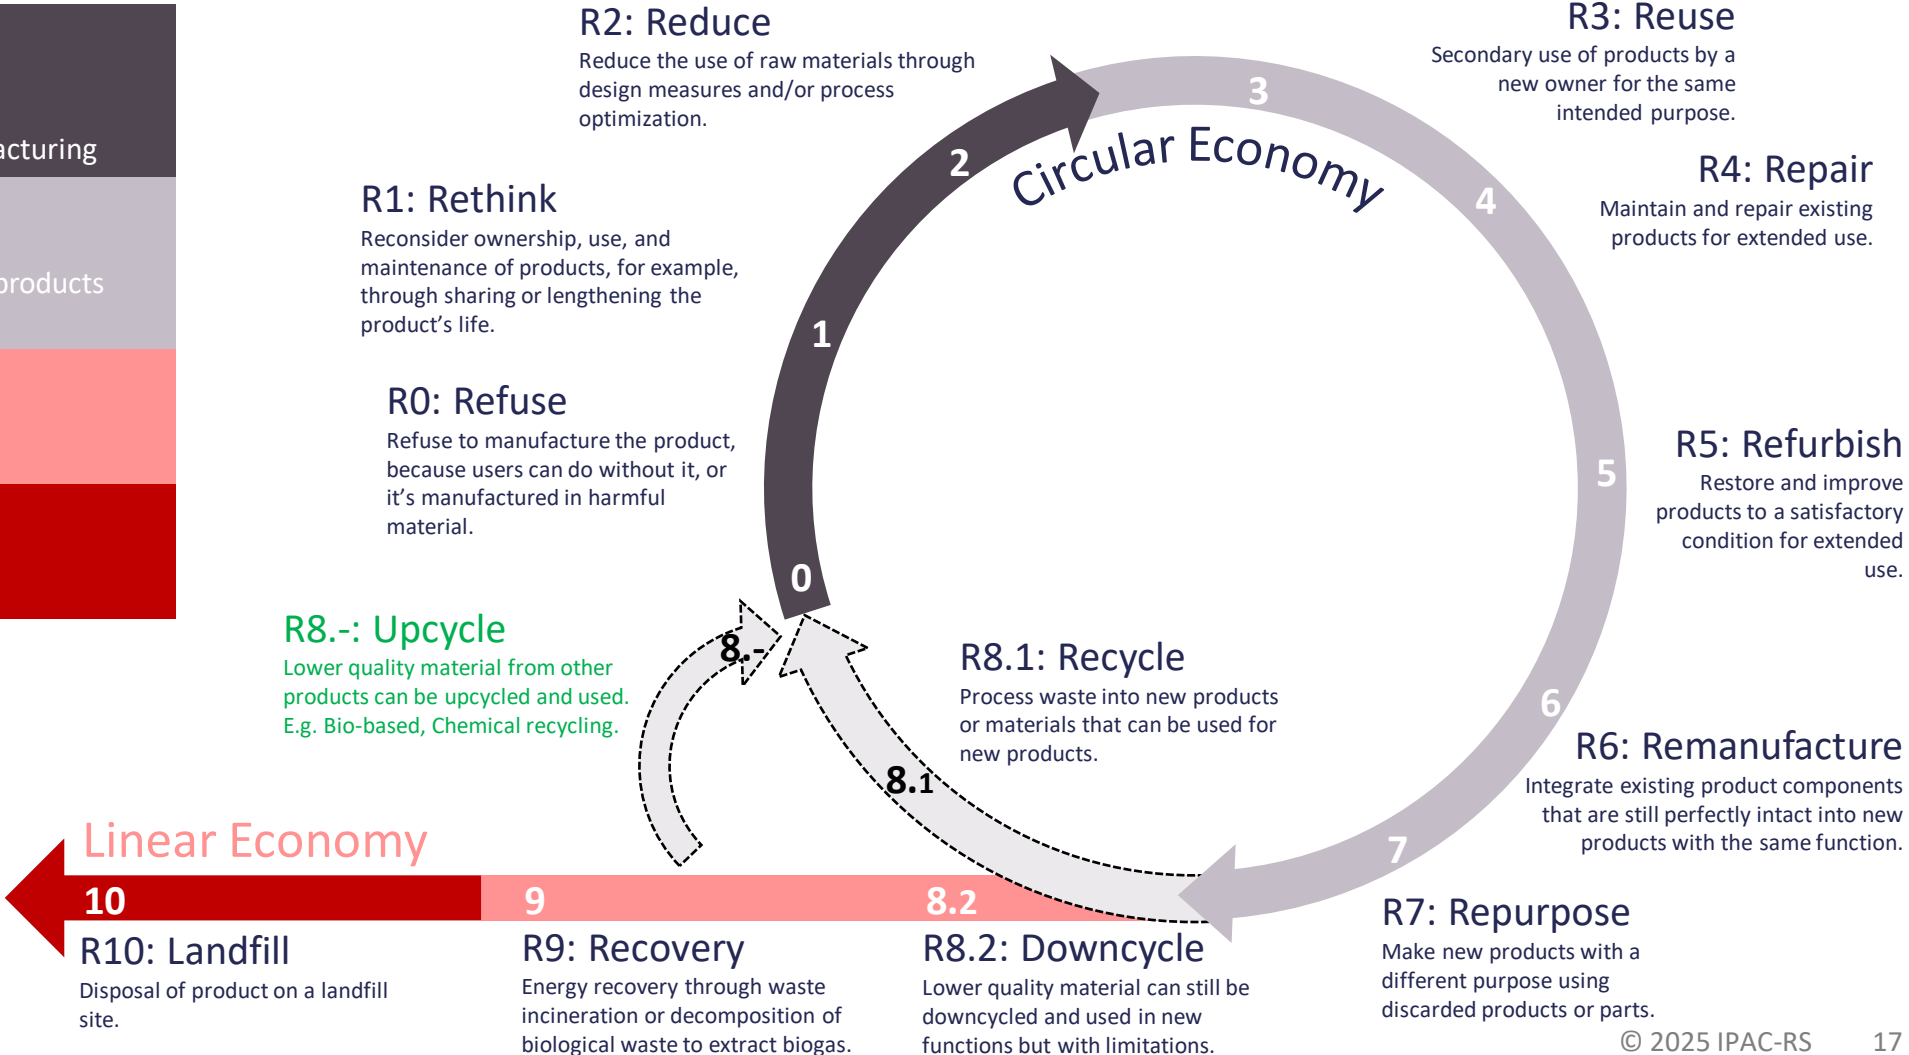 acturing
products
R2: Reduce
Reduce the use of raw materials through
design measures and/or process
optimization.
R3: Reuse
Secondary use of products by a
new owner for the same
intended purpose.
R1: Rethink
Reconsider ownership, use, and
maintenance of products, for example,
through sharing or lengthening the
product’s life.
R4: Repair
Maintain and repair existing
products for extended use.
Circular Economy
R0: Refuse
Refuse to manufacture the product,
because users can do without it, or
it’s manufactured in harmful
material.
R5: Refurbish
Restore and improve
products to a satisfactory
condition for extended
use.
0
1
2
3
4
5
6
7
8.1
8.-
R8.-: Upcycle
Lower quality material from other
products can be upcycled and used.
E.g. Bio-based, Chemical recycling.
R8.1: Recycle
Process waste into new products
or materials that can be used for
new products.
R6: Remanufacture
Integrate existing product components
that are still perfectly intact into new
products with the same function.
Linear Economy
10
9
8.2
R10: Landfill
Disposal of product on a landfill
site.
R9: Recovery
Energy recovery through waste
incineration or decomposition of
biological waste to extract biogas.
R8.2: Downcycle
Lower quality material can still be
downcycled and used in new
functions but with limitations.
R7: Repurpose
Make new products with a
different purpose using
discarded products or parts.
© 2025 IPAC-RS
17